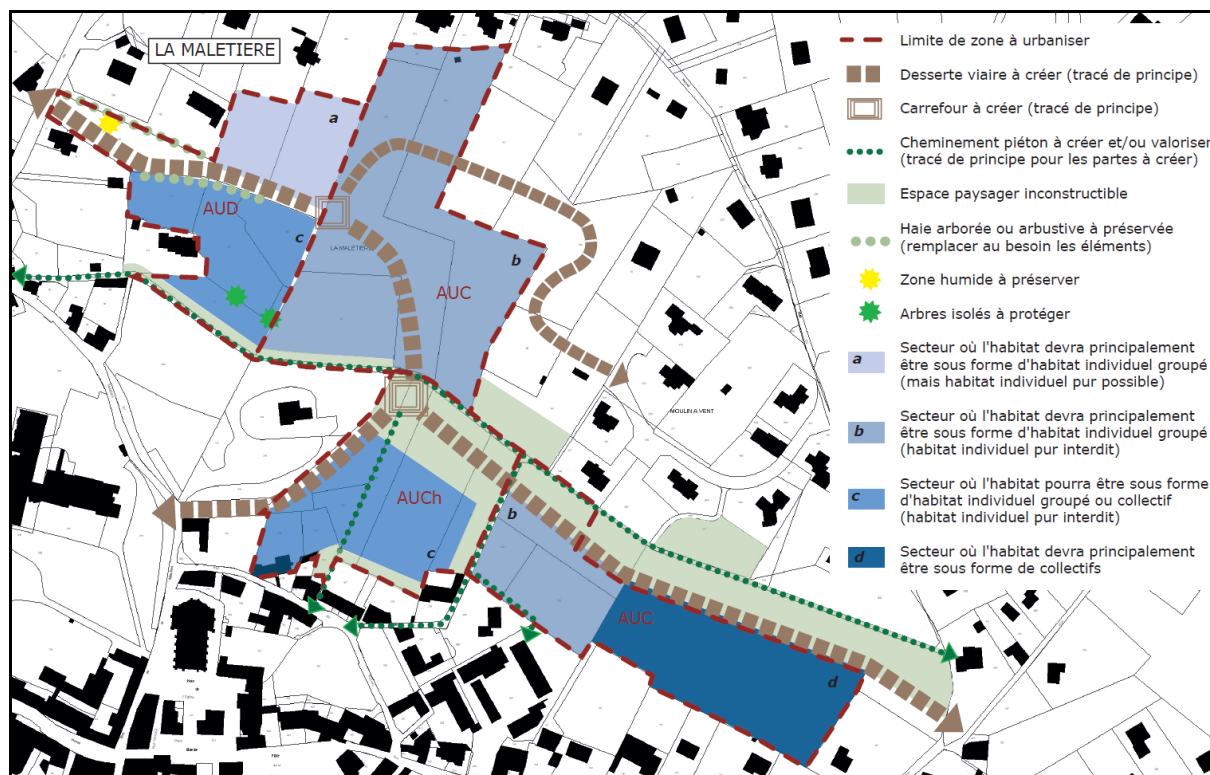 LA MALETIERE
a
AUD
c
LA MALETIERE
b
AUC
MOULIN A VENT
AUCh
b
c
AUC
d
Limite de zone à urbaniser
Desserte viaire à créer (tracé de principe)
Carrefour à créer (tracé de principe)
Cheminement piéton à créer et/ou valoriser
(tracé de principe pour les partes à créer)
Espace paysager inconstructible
Haie arborée ou arbustive à préservée
(remplacer au besoin les éléments)
Zone humide à préserver
Arbres isolés à protéger
a
Secteur où l'habitat devra principalement
être sous forme d'habitat individuel groupé
(mais habitat individuel pur possible)
b
Secteur où l'habitat devra principalement
être sous forme d'habitat individuel groupé
(habitat individuel pur interdit)
c
Secteur où l'habitat pourra être sous forme
d'habitat individuel groupé ou collectif
(habitat individuel pur interdit)
d
Secteur où l'habitat devra principalement
être sous forme de collectifs